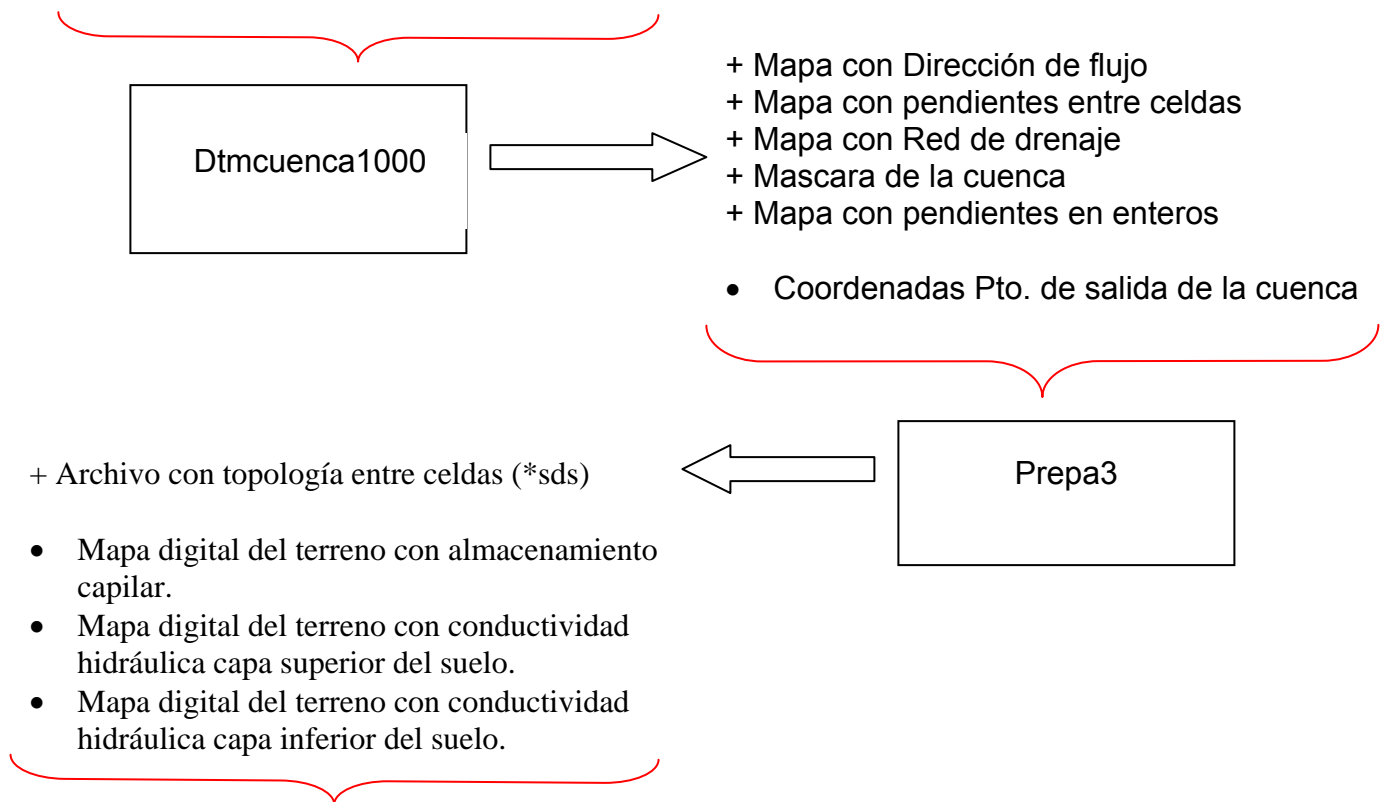 Dtmcuenca1000
+ Mapa con Dirección de flujo
+ Mapa con pendientes entre celdas
+ Mapa con Red de drenaje
+ Mascara de la cuenca
+ Mapa con pendientes en enteros
• Coordenadas Pto. de salida de la cuenca
Prepa3
+ Archivo con topología entre celdas (*sds)
• Mapa digital del terreno con almacenamiento
capilar.
• Mapa digital del terreno con conductividad
hidráulica capa superior del suelo.
• Mapa digital del terreno con conductividad
hidráulica capa inferior del suelo.